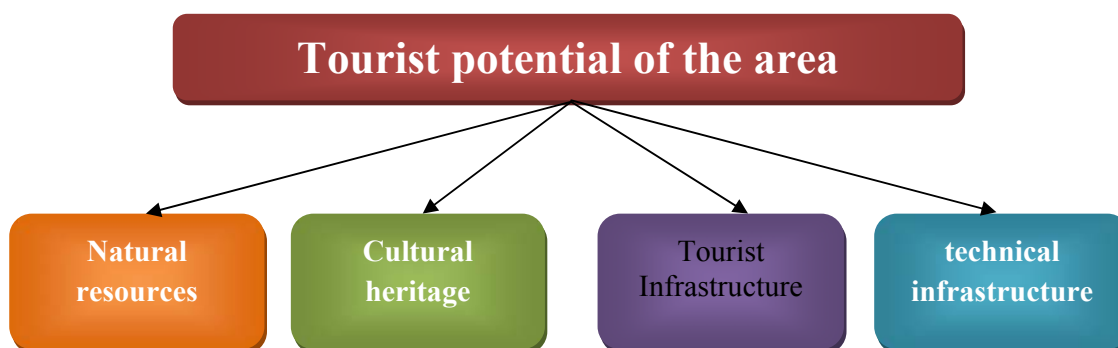 Tourist potential of the area
Natural
resources
Cultural
heritage
Tourist
Infrastructure
technical
infrastructure